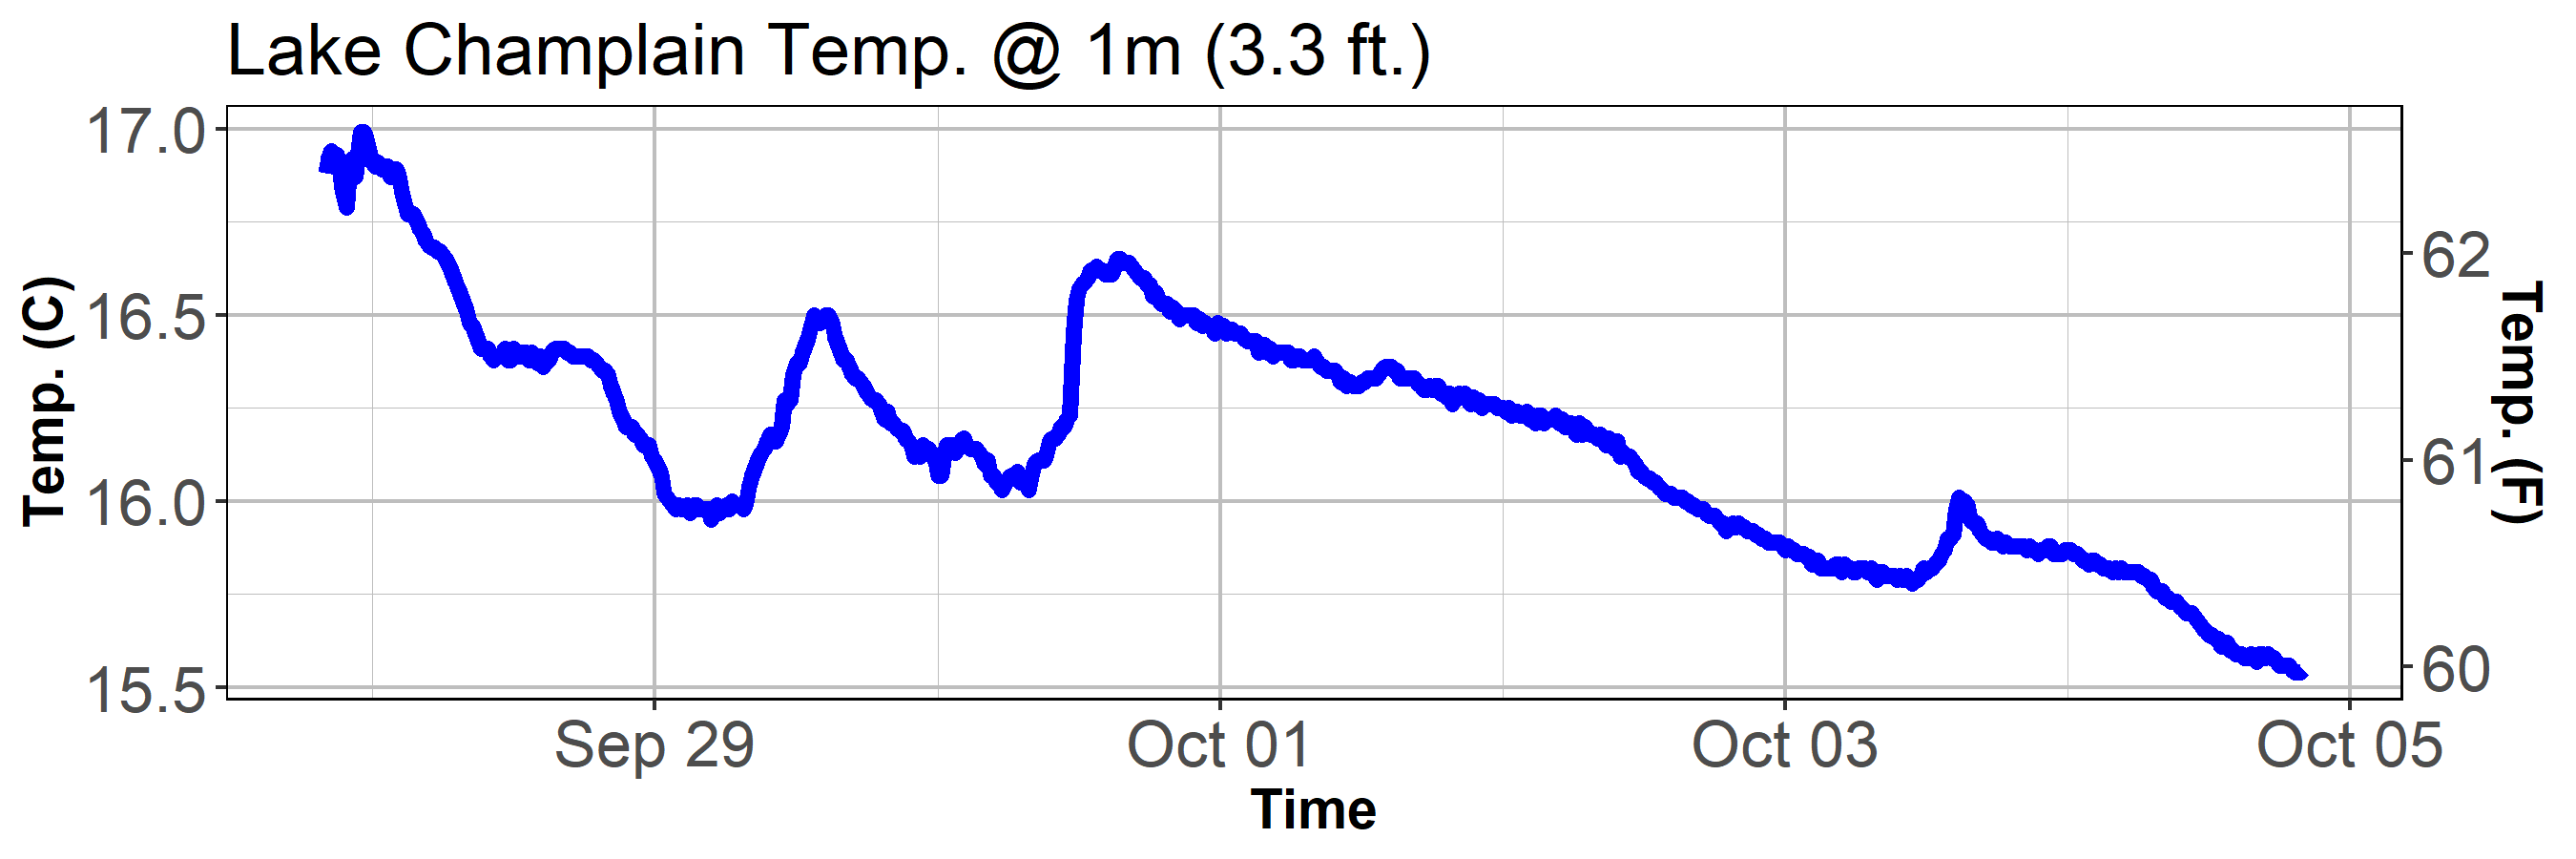 Lake Champlain Temp. @ 1m (3.3 ft.)
Temp. (C)
17.0
16.5
16.0
15.5
62
61
60
Temp. (F)
Sep 29
Oct 01
Oct 03
Oct 05
Time